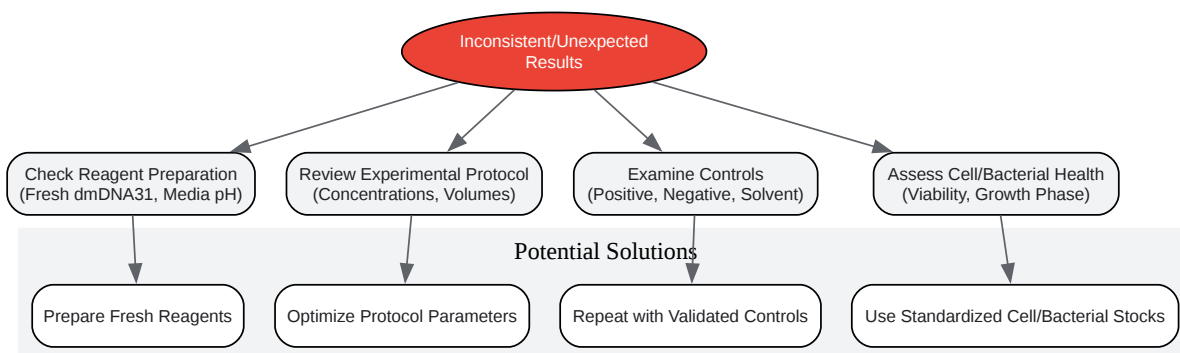 Inconsistent/Unexpected
Results
Check Reagent Preparation
(Fresh dmDNA31, Media pH)
Review Experimental Protocol
(Concentrations, Volumes)
Examine Controls
(Positive, Negative, Solvent)
Assess Cell/Bacterial Health
(Viability, Growth Phase)
Potential Solutions
Prepare Fresh Reagents
Optimize Protocol Parameters
Repeat with Validated Controls
Use Standardized Cell/Bacterial Stocks